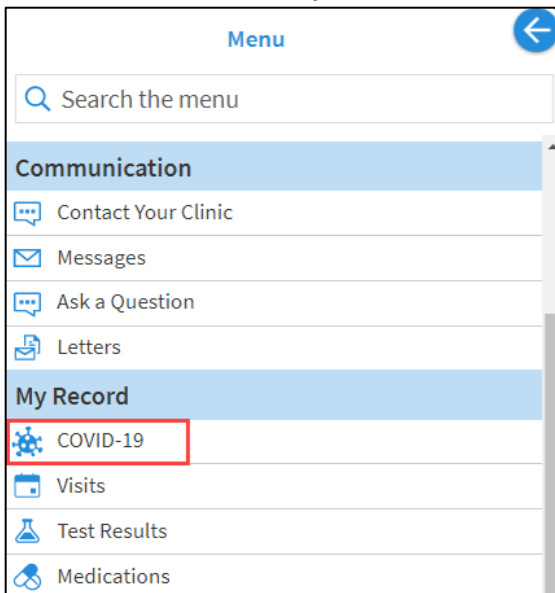 Menu
Search the menu
Communication
Contact Your Clinic
Messages
Ask a Question
Letters
My Record
COVID-19
Visits
Test Results
Medications